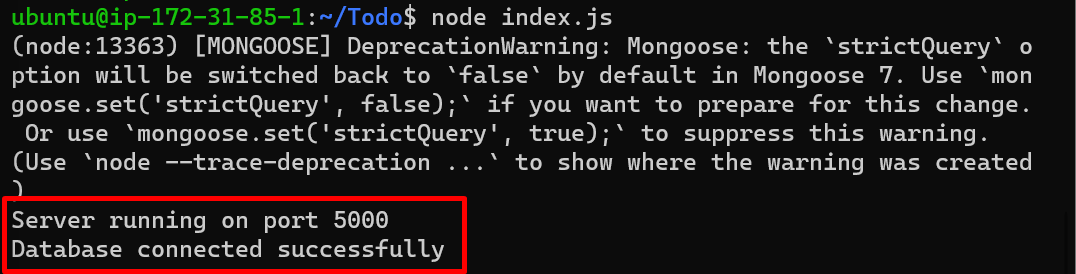 ubuntu@ip-172-31-85-1:~/Todo$ node index.js
(node:13363) [MONGOOSE] DeprecationWarning: Mongoose: the `strictQuery` o
ption will be switched back to `false` by default in Mongoose 7. Use `mon
goose.set('strictQuery', false);` if you want to prepare for this change.
 Or use `mongoose.set('strictQuery', true);` to suppress this warning.
(Use `node --trace-deprecation ...` to show where the warning was created
)
Server running on port 5000
Database connected successfully